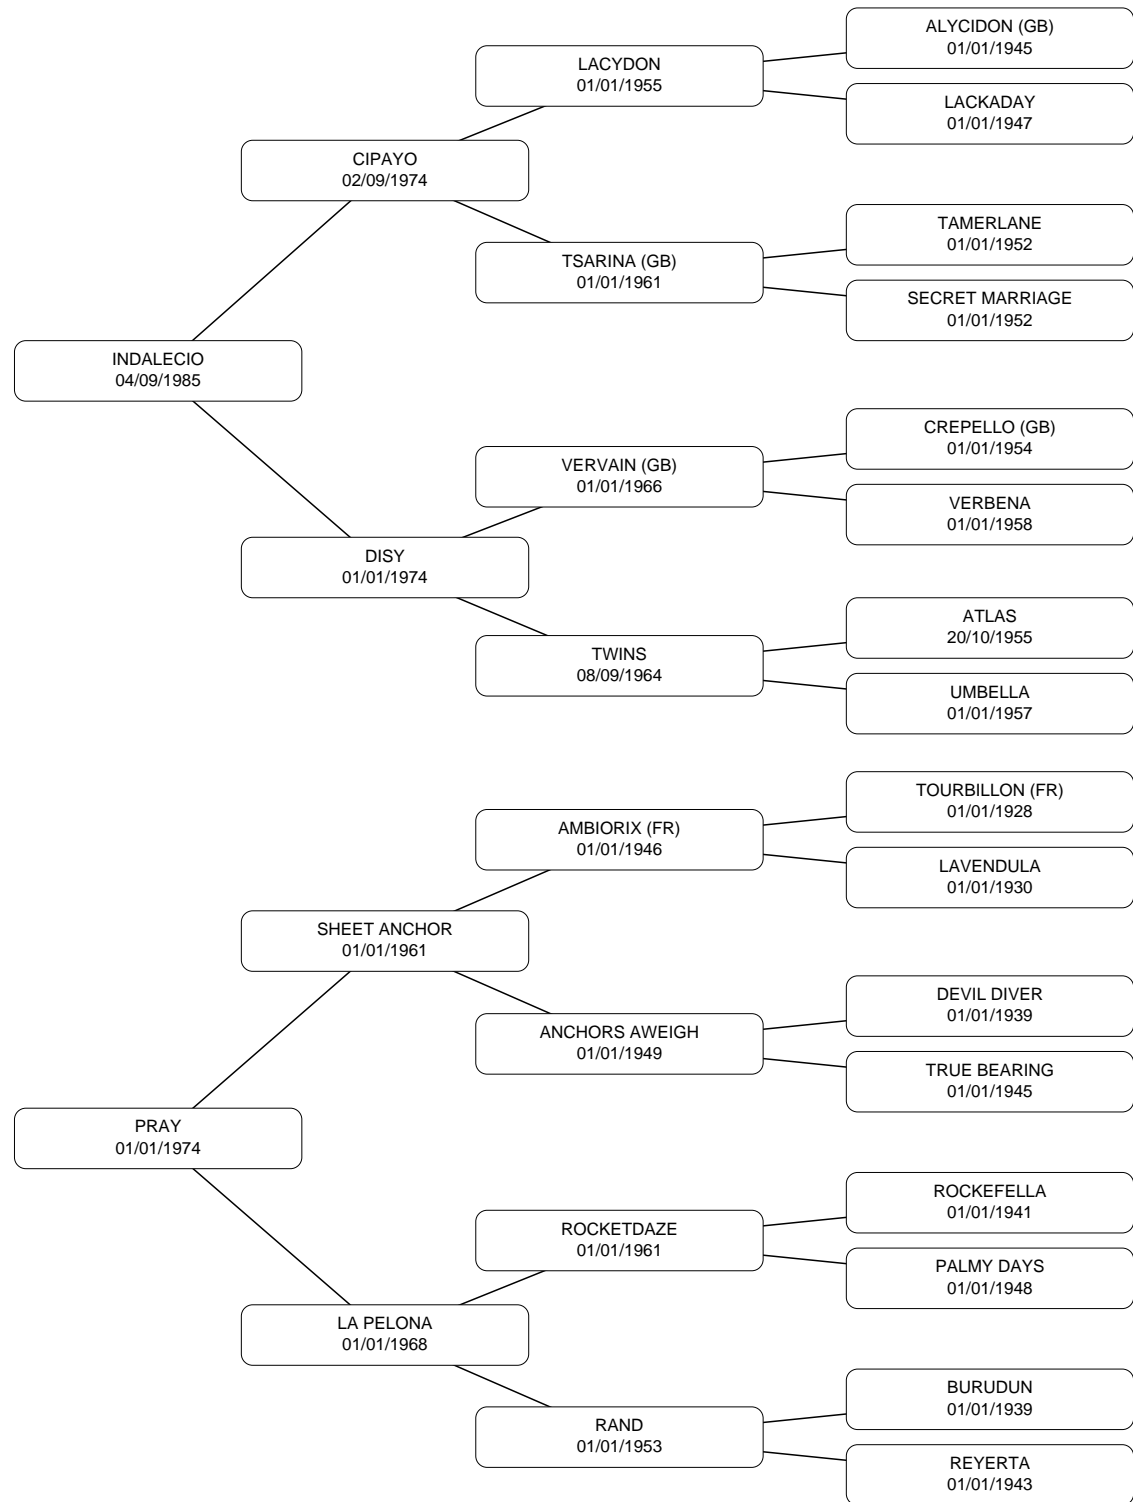 ALYCIDON (GB)
01/01/1945
LACYDON
01/01/1955
LACKADAY
01/01/1947
CIPAYO
02/09/1974
TAMERLANE
01/01/1952
TSARINA (GB)
01/01/1961
SECRET MARRIAGE
01/01/1952
INDALECIO
04/09/1985
CREPELLO (GB)
01/01/1954
VERVAIN (GB)
01/01/1966
VERBENA
01/01/1958
DISY
01/01/1974
ATLAS
20/10/1955
TWINS
08/09/1964
UMBELLA
01/01/1957
TOURBILLON (FR)
01/01/1928
AMBIORIX (FR)
01/01/1946
LAVENDULA
01/01/1930
SHEET ANCHOR
01/01/1961
DEVIL DIVER
01/01/1939
ANCHORS AWEIGH
01/01/1949
TRUE BEARING
01/01/1945
PRAY
01/01/1974
ROCKEFELLA
01/01/1941
ROCKETDAZE
01/01/1961
PALMY DAYS
01/01/1948
LA PELONA
01/01/1968
BURUDUN
01/01/1939
RAND
01/01/1953
REYERTA
01/01/1943